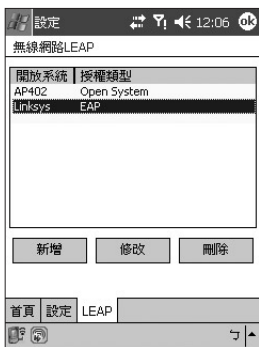 設定 12:06 ok
無線網路LEAP
開放系統 授權類型
AP402 Open System
Linksys EAP
新增 修改 刪除
首頁 設定 LEAP
ㄅ